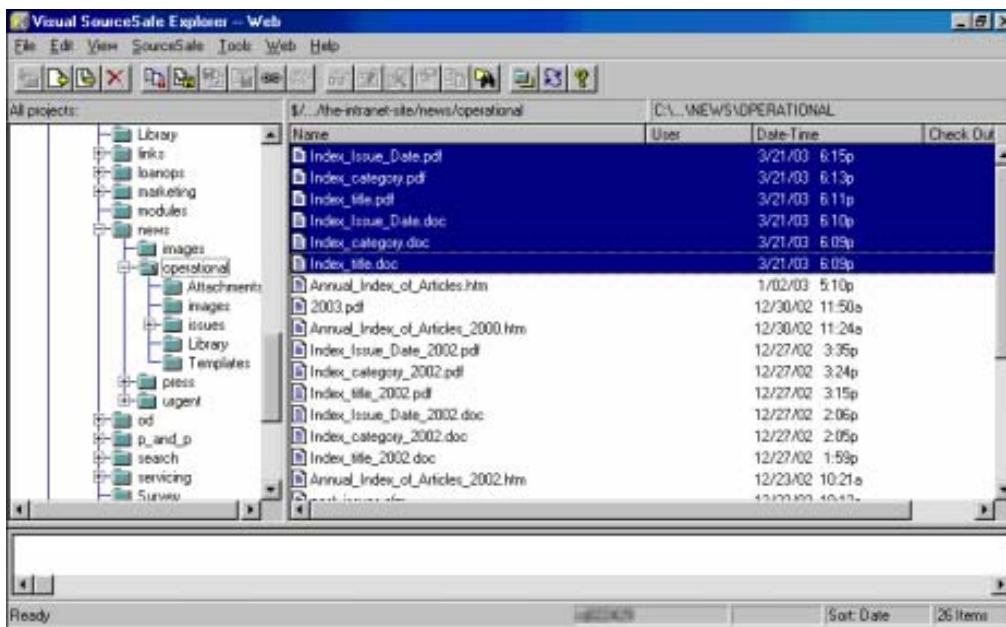 Visual SourceSafe Explorer -- Web
File Edit View SourceSafe Tools Web Help
All projects:
$/.../the-intranet-site/news/operational
C:\...\NEWS\OPERATIONAL
Library
links
loanops
marketing
modules
news
images
operational
Attachments
images
issues
Library
Templates
press
urgent
od
p_and_p
search
servicing
Survey
Name User Date-Time Check Out
Index_Issue_Date.pdf 3/21/03 6:15p
Index_category.pdf 3/21/03 6:13p
Index_title.pdf 3/21/03 6:11p
Index_Issue_Date.doc 3/21/03 6:10p
Index_category.doc 3/21/03 6:09p
Index_title.doc 3/21/03 6:09p
Annual_Index_of_Articles.htm 1/02/03 5:10p
2003.pdf 12/30/02 11:50a
Annual_Index_of_Articles_2000.htm 12/30/02 11:24a
Index_Issue_Date_2002.pdf 12/27/02 3:35p
Index_category_2002.pdf 12/27/02 3:24p
Index_title_2002.pdf 12/27/02 3:15p
Index_Issue_Date_2002.doc 12/27/02 2:06p
Index_category_2002.doc 12/27/02 2:05p
Index_title_2002.doc 12/27/02 1:59p
Annual_Index_of_Articles_2002.htm 12/23/02 10:21a
Ready
Sort: Date
26 Items